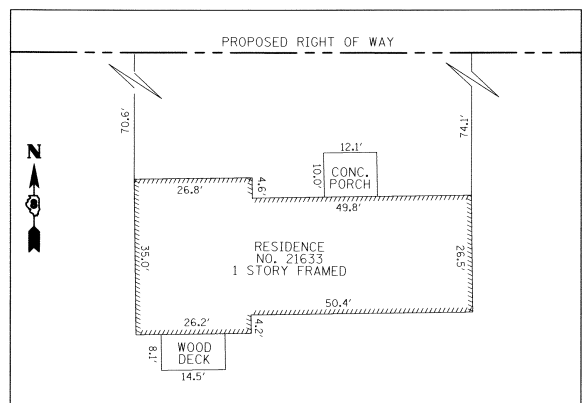 PROPOSED RIGHT OF WAY
70.9'
74.1'
N
12.1'
10.0'
CONC.
PORCH
26.8'
4.6'
49.8'
35.0'
RESIDENCE
NO. 21633
1 STORY FRAMED
26.5'
50.4'
26.2'
4.2'
8.1'
WOOD
DECK
14.5'